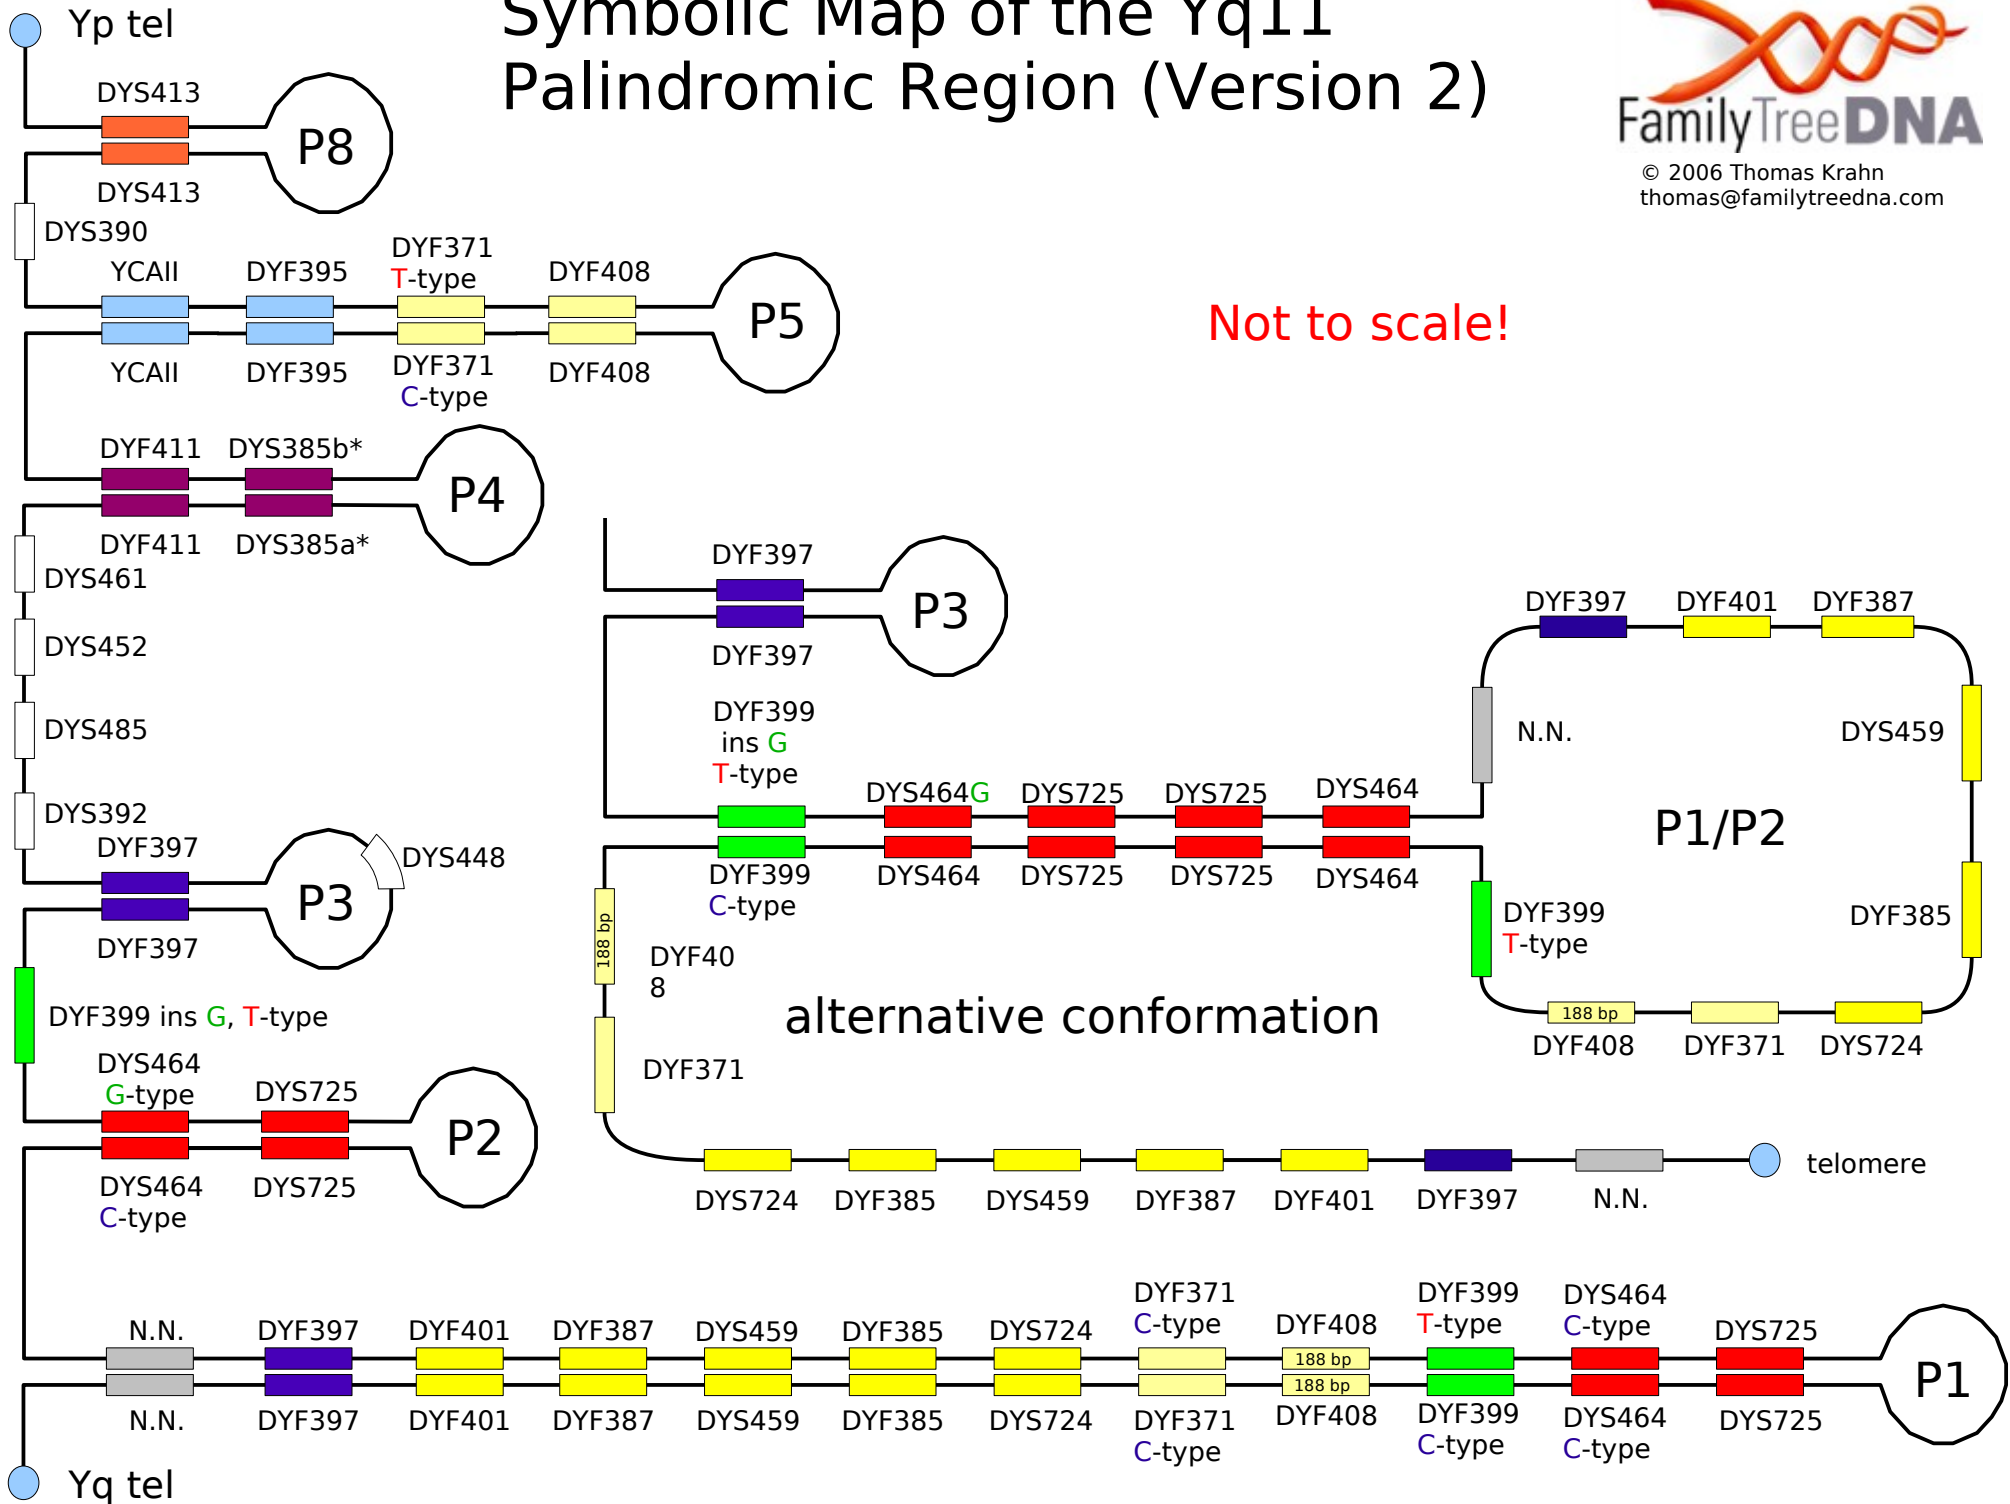 Yp tel
Symbolic Map of the Yq11
Palindromic Region (Version 2)
FamilyTreeDNA
© 2006 Thomas Krahn
thomas@familytreedna.com
Not to scale!
DYS413
P8
DYS413
DYS390
YCAII
DYF395
DYF371
T-type
DYF408
P5
YCAII
DYF395
DYF371
C-type
DYF408
DYF411
DYS385b*
P4
DYF411
DYS385a*
DYS461
DYS452
DYS485
DYS392
DYF397
DYS448
P3
DYF397
DYF399 ins G, T-type
DYS464
G-type
DYS725
P2
DYS464
C-type
DYS725
DYF397
P3
DYF397
DYF399
ins G
T-type
DYS464G
DYS725
DYS725
DYS464
DYF399
C-type
DYS464
DYS725
DYS725
DYS464
N.N.
DYF397
DYF401
DYF387
DYS459
P1/P2
DYF385
DYF399
T-type
188 bp
DYF408
DYF371
DYS724
188 bp
DYF40
8
alternative conformation
DYF371
DYS724
DYF385
DYS459
DYF387
DYF401
DYF397
N.N.
telomere
N.N.
DYF397
DYF401
DYF387
DYS459
DYF385
DYS724
DYF371
C-type
DYF408
DYF399
T-type
DYS464
C-type
DYS725
188 bp
188 bp
P1
N.N.
DYF397
DYF401
DYF387
DYS459
DYF385
DYS724
DYF371
C-type
DYF408
DYF399
C-type
DYS464
C-type
DYS725
Yq tel